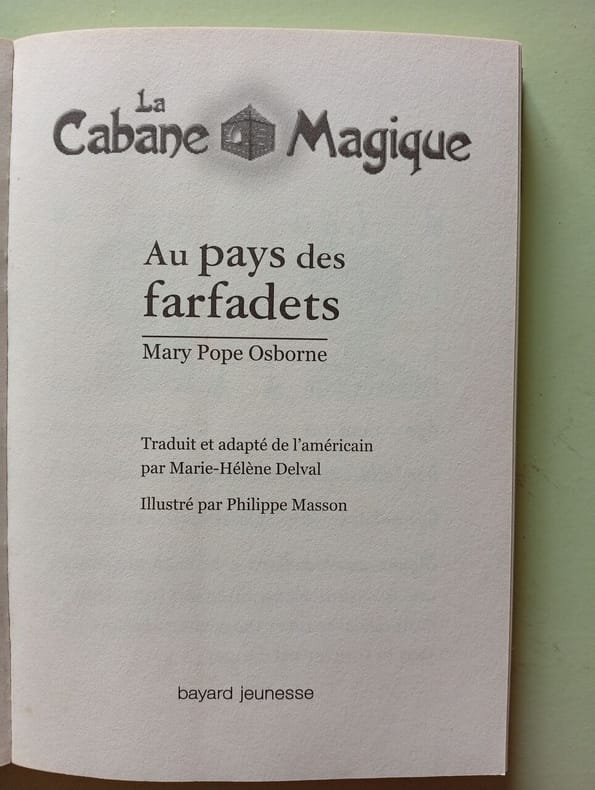 La
Cabane Magique
Au pays des
farfadets
Mary Pope Osborne
Traduit et adapté de l'américain
par Marie-Hélène Delval
Illustré par Philippe Masson
bayard jeunesse